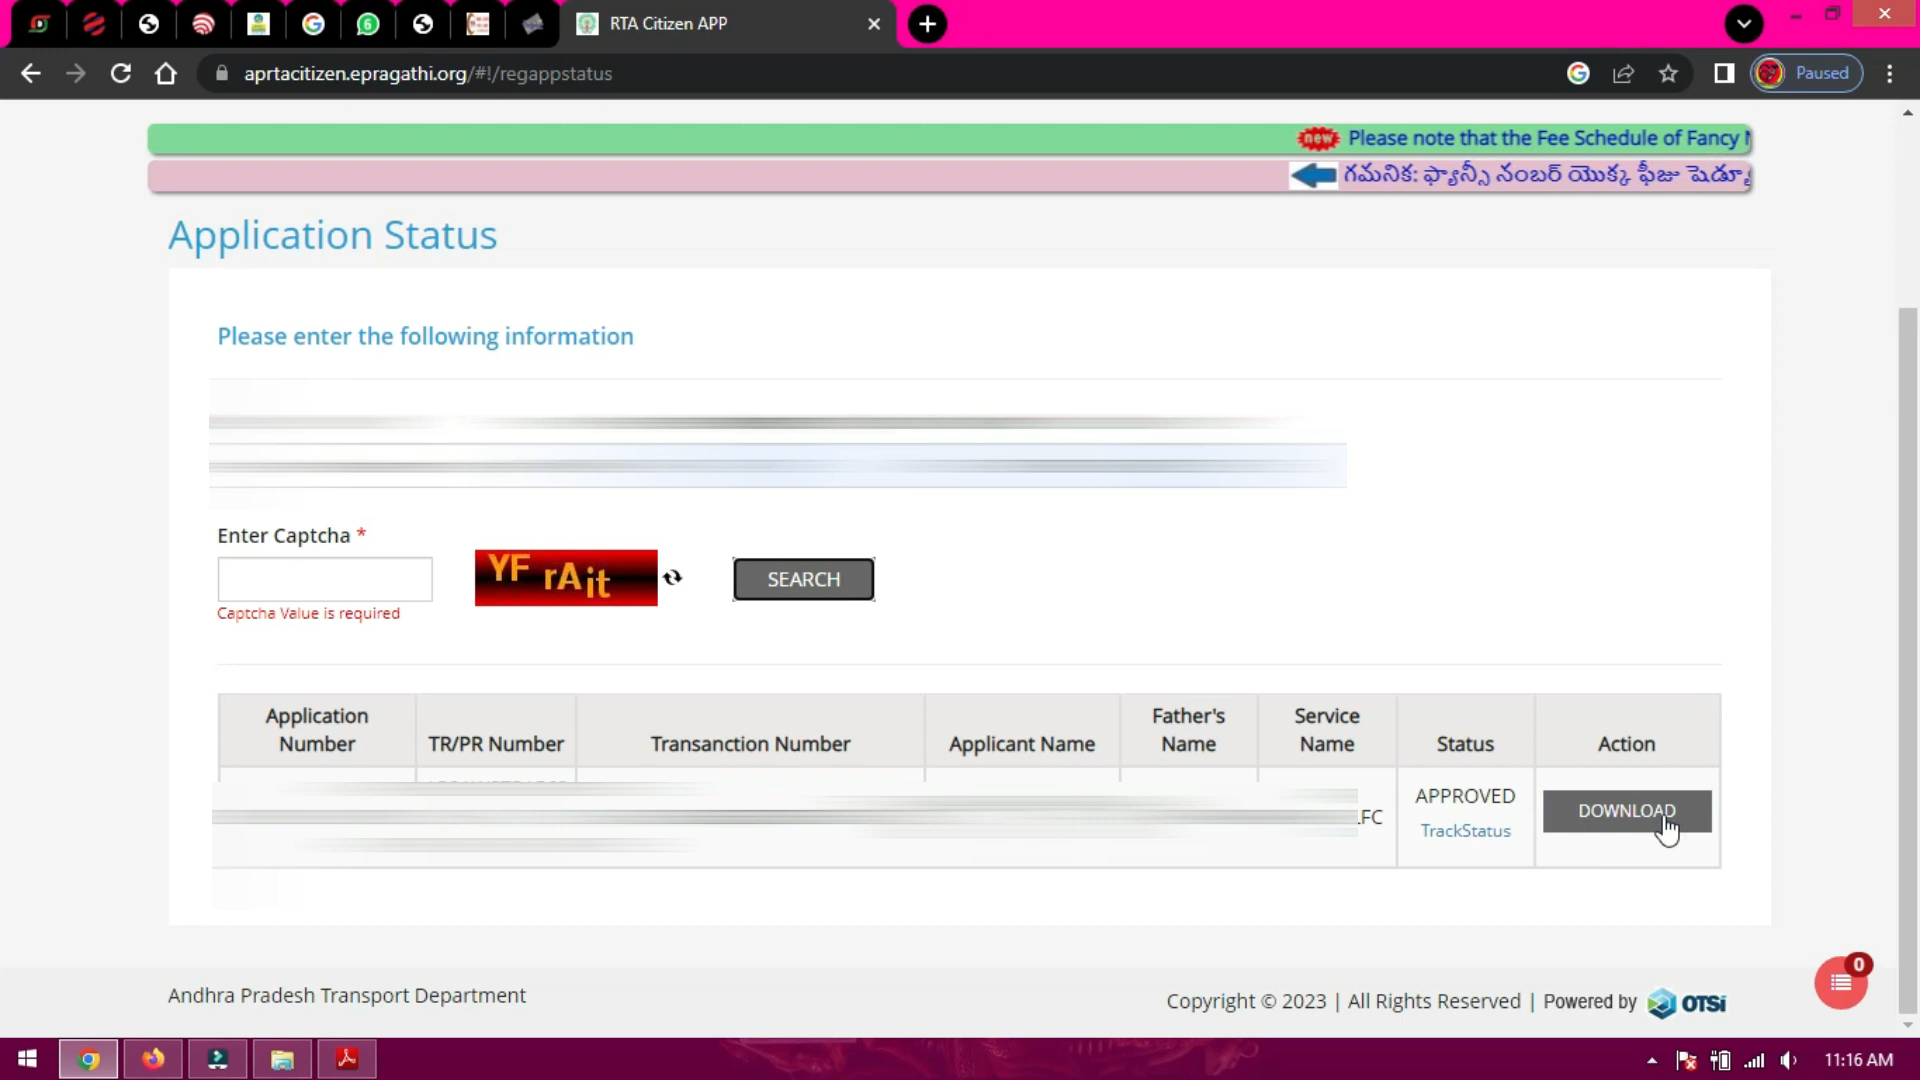 RTA Citizen APP
aprtacitizen.epragathi.org/#!/regappstatus
Paused
new Please note that the Fee Schedule of Fancy
గమనిక: ఫ్యాన్సీ నంబర్ యొక్క ఫీజు
Application Status
Please enter the following information
Enter Captcha *
YF rAit
SEARCH
Captcha Value is required
Application Number
TR/PR Number
Transanction Number
Applicant Name
Father's Name
Service Name
Status
Action
FC
APPROVED
TrackStatus
DOWNLOAD
0
Andhra Pradesh Transport Department
Copyright © 2023 | All Rights Reserved | Powered by OTSi
11:16 AM